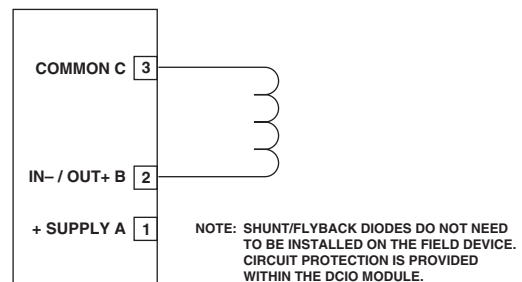 COMMON C 3
IN– / OUT+ B 2
+ SUPPLY A 1
NOTE: SHUNT/FLYBACK DIODES DO NOT NEED
TO BE INSTALLED ON THE FIELD DEVICE.
CIRCUIT PROTECTION IS PROVIDED
WITHIN THE DCIO MODULE.